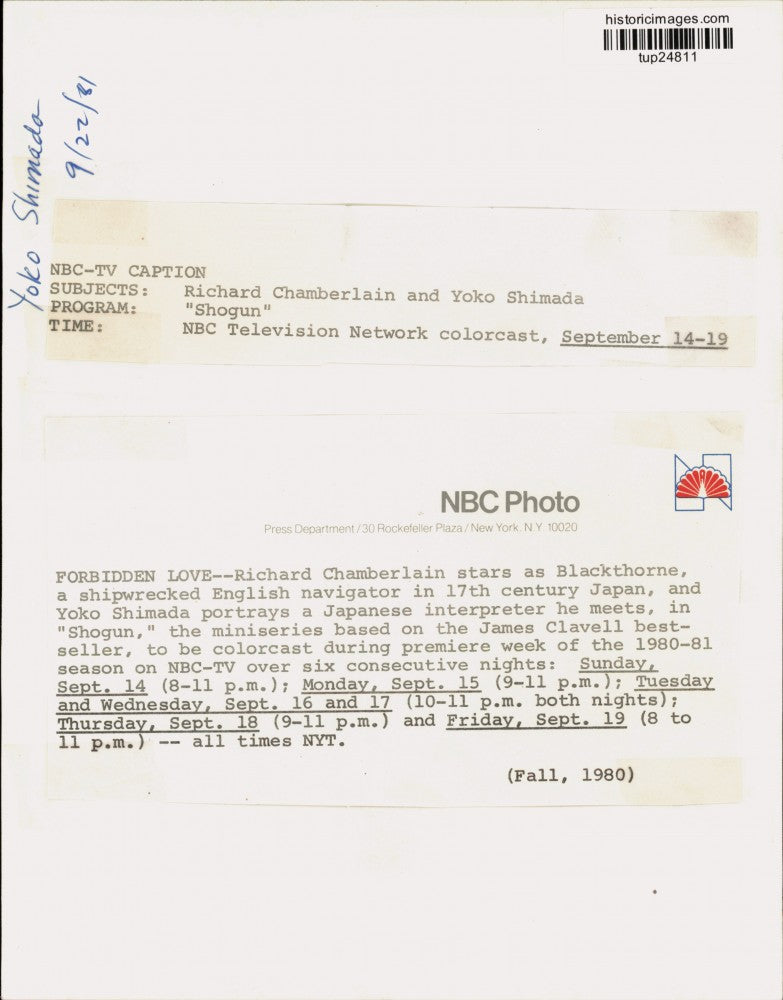 historicimages.com
tup24811
Yoko Shimada
9/22/81
NBC-TV CAPTION
SUBJECTS: Richard Chamberlain and Yoko Shimada
PROGRAM: "Shogun"
TIME: NBC Television Network colorcast, September 14-19
NBC Photo
Press Department/30 Rockefeller Plaza/New York, N.Y. 10020
FORBIDDEN LOVE--Richard Chamberlain stars as Blackthorne,
a shipwrecked English navigator in 17th century Japan, and
Yoko Shimada portrays a Japanese interpreter he meets, in
"Shogun," the miniseries based on the James Clavell best-
seller, to be colorcast during premiere week of the 1980-81
season on NBC-TV over six consecutive nights: Sunday,
Sept. 14 (8-11 p.m.); Monday, Sept. 15 (9-11 p.m.); Tuesday
and Wednesday, Sept. 16 and 17 (10-11 p.m. both nights);
Thursday, Sept. 18 (9-11 p.m.) and Friday, Sept. 19 (8 to
11 p.m.) -- all times NYT.
(Fall, 1980)